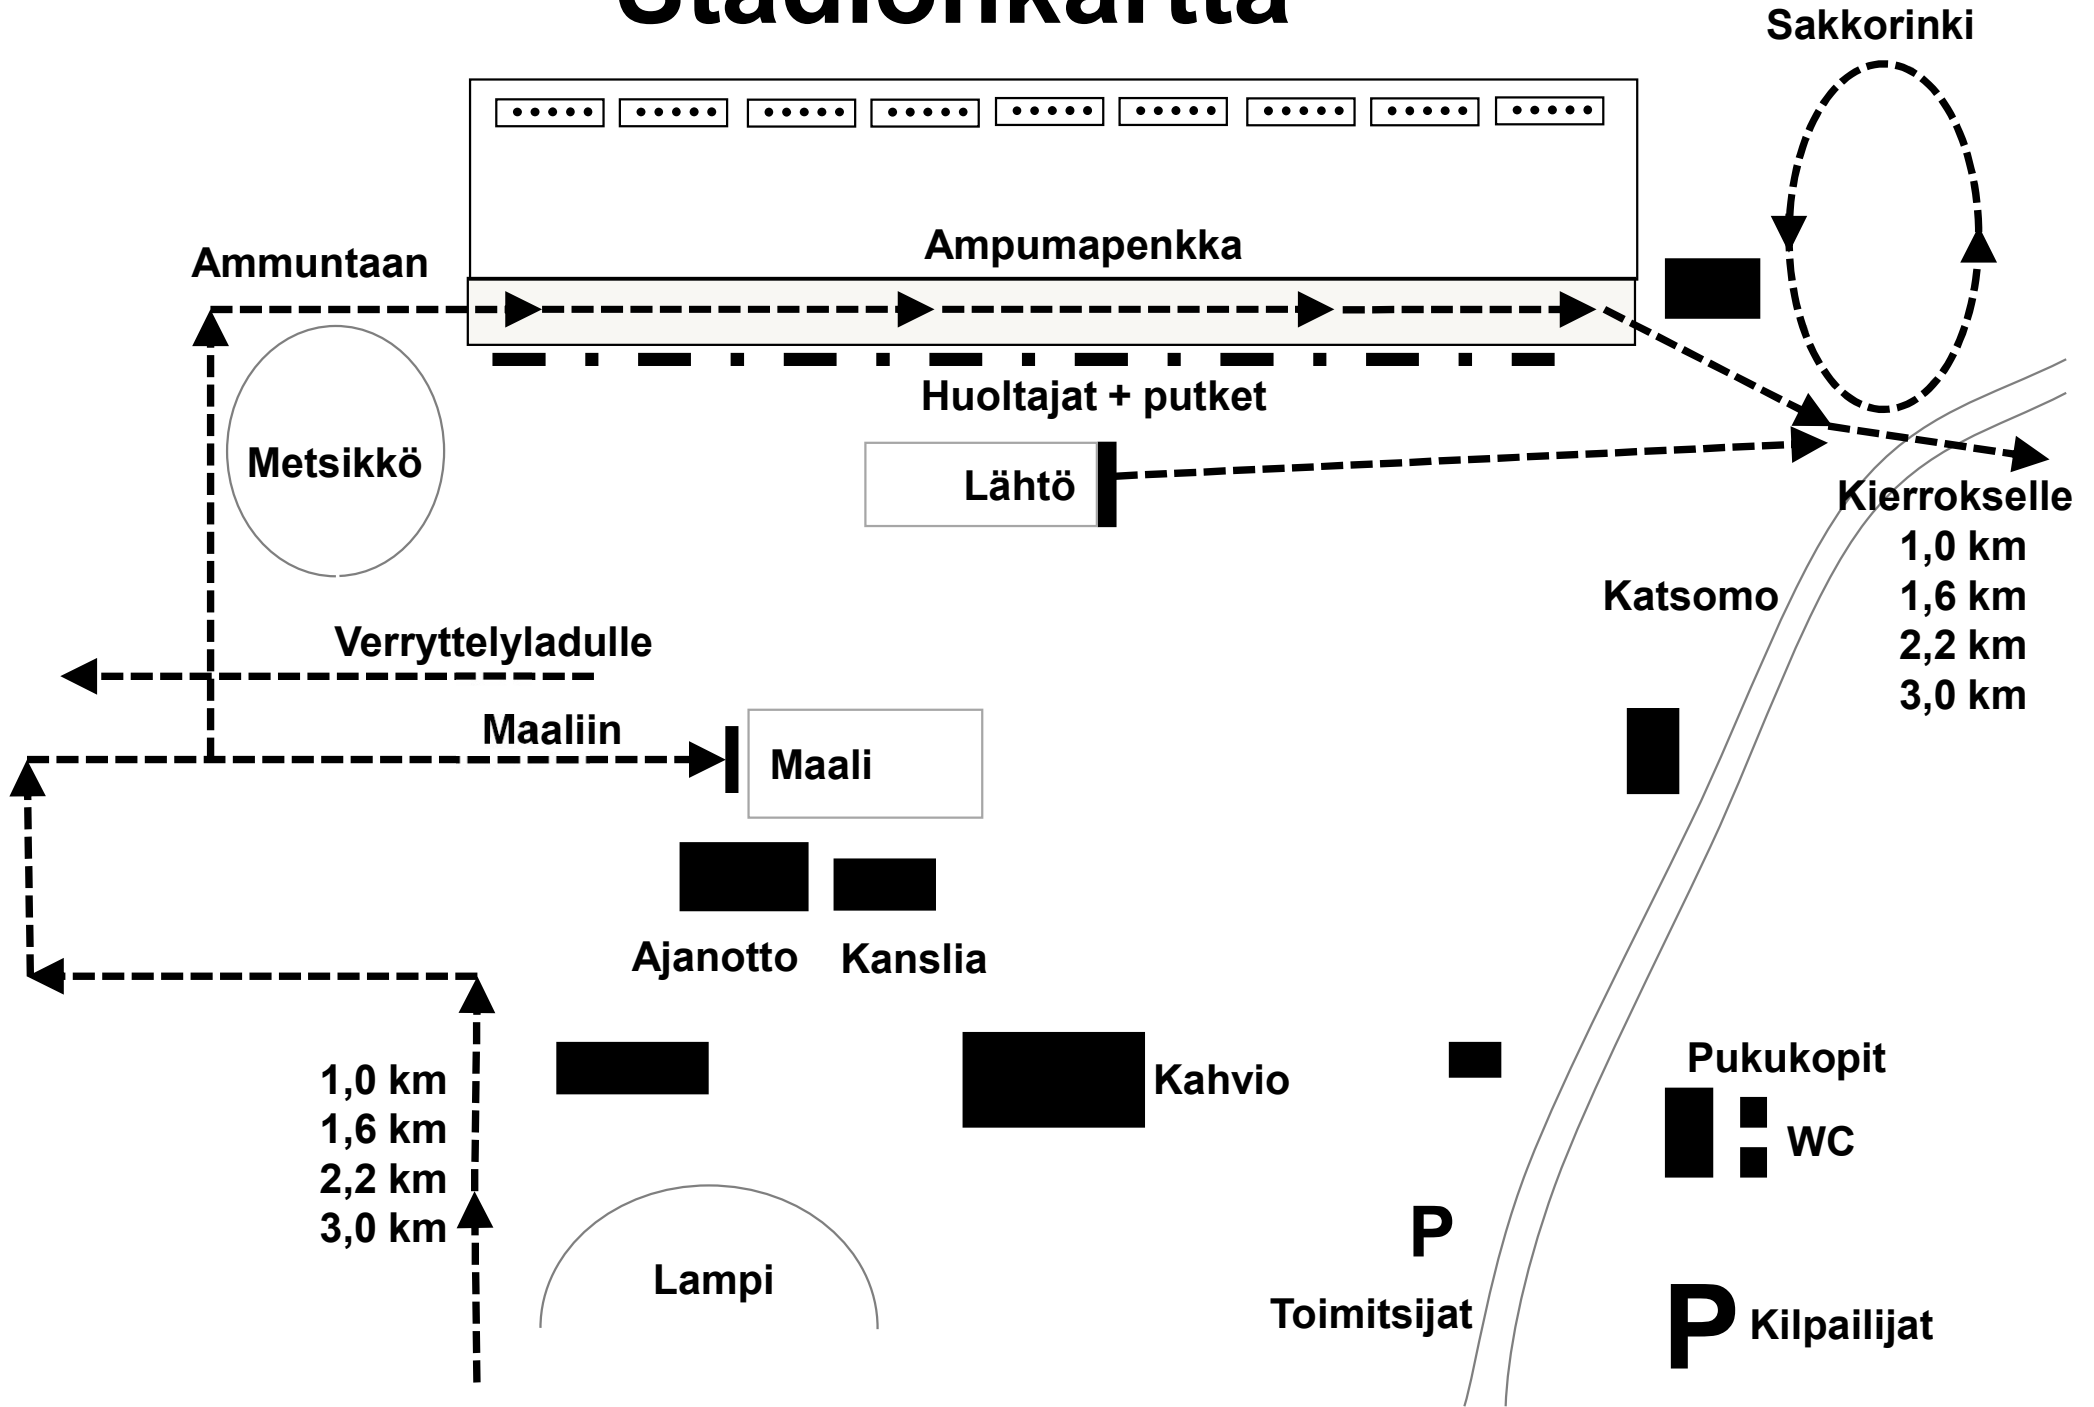 Stadionkartta
Sakkorinki
Ampumapenkka
Ammuntaan
Huoltajat + putket
Metsikkö
Lähtö
Kierrokselle
1,0 km
1,6 km
2,2 km
3,0 km
Katsomo
Verryttelyladulle
Maaliin
Maali
Ajanotto
Kanslia
1,0 km
1,6 km
2,2 km
3,0 km
Kahvio
Pukukopit
WC
P
Toimitsijat
Lampi
P Kilpailijat